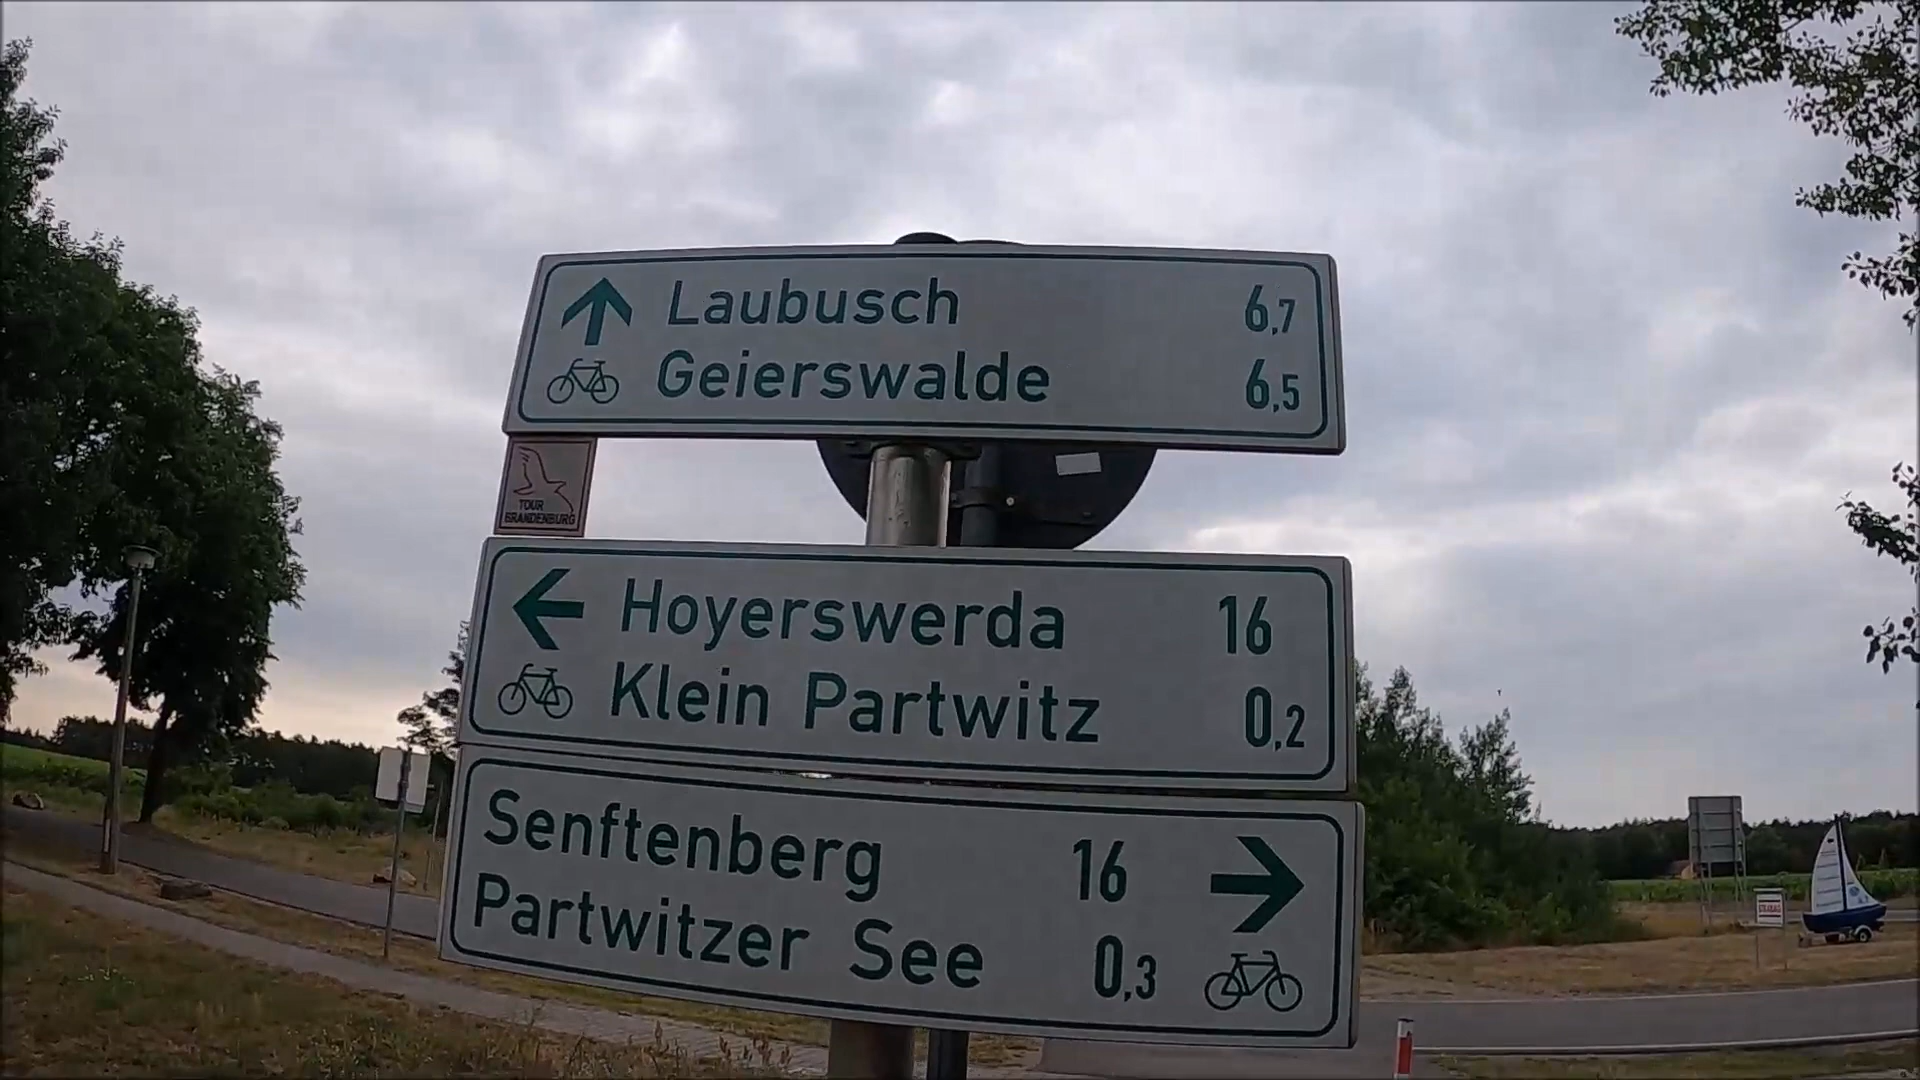 Laubusch 6,7
Geierswalde 6,5
TOUR
BRANDENBURG
Hoyerswerda 16
Klein Partwitz 0,2
Senftenberg 16
Partwitzer See 0,3